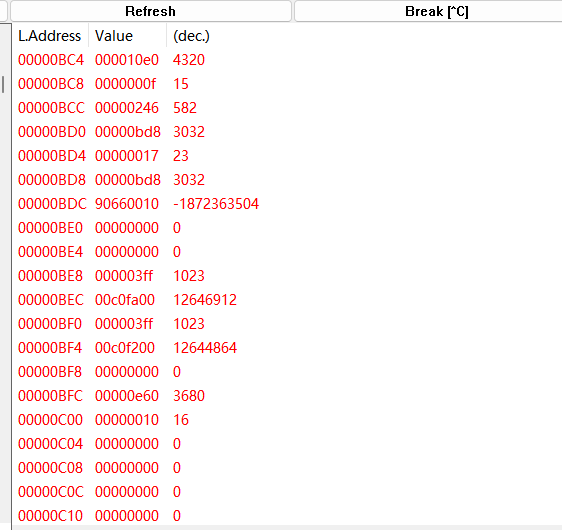 Refresh Break [^C]
L.Address Value (dec.)
00000BC4 000010e0 4320
00000BC8 0000000f 15
00000BCC 00000246 582
00000BD0 00000bd8 3032
00000BD4 00000017 23
00000BD8 00000bd8 3032
00000BDC 90660010 -1872363504
00000BE0 00000000 0
00000BE4 00000000 0
00000BE8 000003ff 1023
00000BEC 00c0fa00 12646912
00000BF0 000003ff 1023
00000BF4 00c0f200 12644864
00000BF8 00000000 0
00000BFC 00000e60 3680
00000C00 00000010 16
00000C04 00000000 0
00000C08 00000000 0
00000C0C 00000000 0
00000C10 00000000 0